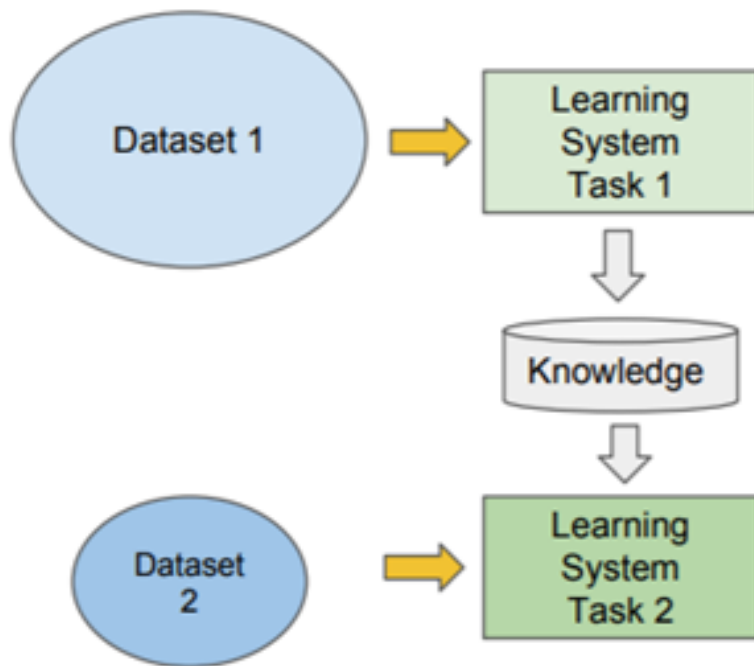 Dataset 1
Learning
System
Task 1
Knowledge
Dataset
2
Learning
System
Task 2